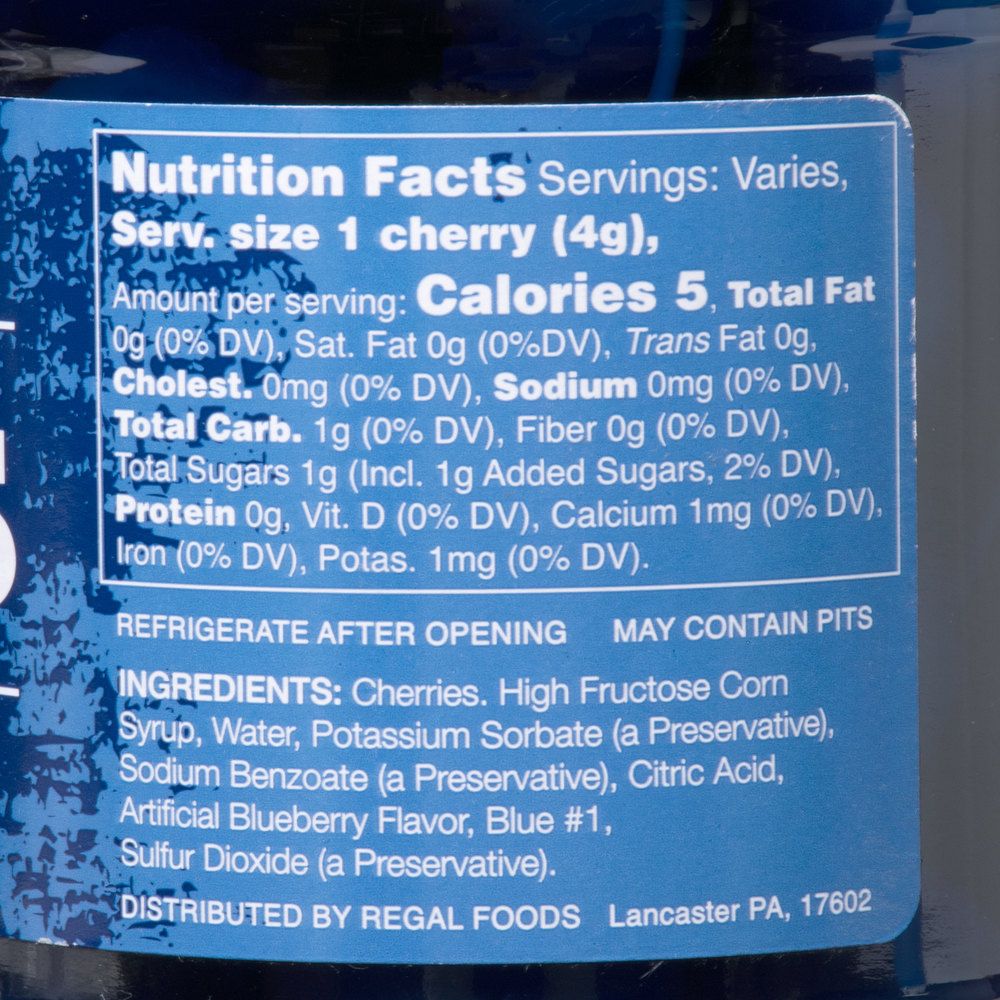 Nutrition Facts Servings: Varies,
Serv. size 1 cherry (4g),
Amount per serving: Calories 5, Total Fat
0g (0% DV), Sat. Fat 0g (0%DV), Trans Fat 0g,
Cholest. 0mg (0% DV), Sodium 0mg (0% DV),
Total Carb. 1g (0% DV), Fiber 0g (0% DV),
Total Sugars 1g (Incl. 1g Added Sugars, 2% DV),
Protein 0g, Vit. D (0% DV), Calcium 1mg (0% DV),
Iron (0% DV), Potas. 1mg (0% DV).
REFRIGERATE AFTER OPENING MAY CONTAIN PITS
INGREDIENTS: Cherries. High Fructose Corn
Syrup, Water, Potassium Sorbate (a Preservative),
Sodium Benzoate (a Preservative), Citric Acid,
Artificial Blueberry Flavor, Blue #1,
Sulfur Dioxide (a Preservative).
DISTRIBUTED BY REGAL FOODS Lancaster PA, 17602